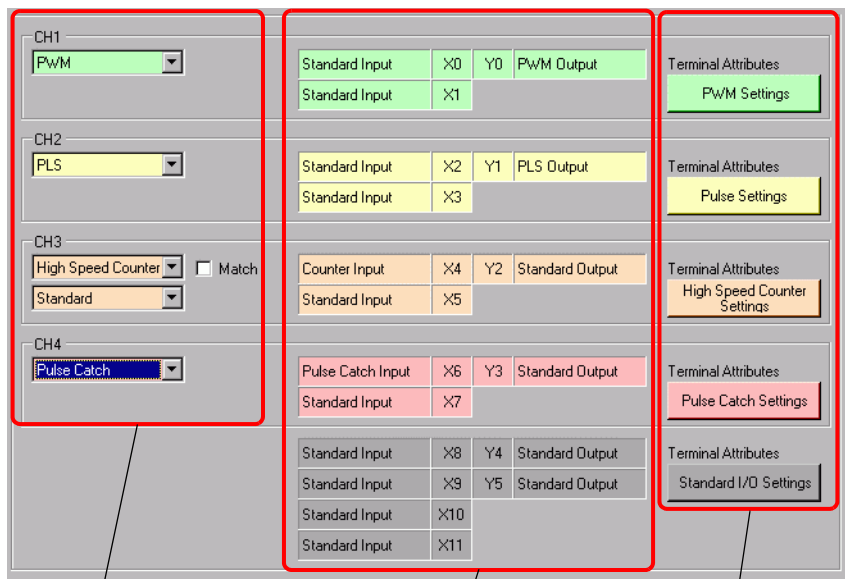 CH1
PWM
Standard Input X0 Y0 PWM Output
Standard Input X1
Terminal Attributes
PWM Settings
CH2
PLS
Standard Input X2 Y1 PLS Output
Standard Input X3
Terminal Attributes
Pulse Settings
CH3
High Speed Counter Match
Standard
Counter Input X4 Y2 Standard Output
Standard Input X5
Terminal Attributes
High Speed Counter
Settings
CH4
Pulse Catch
Pulse Catch Input X6 Y3 Standard Output
Standard Input X7
Terminal Attributes
Pulse Catch Settings
Standard Input X8 Y4 Standard Output
Standard Input X9 Y5 Standard Output
Standard Input X10
Standard Input X11
Terminal Attributes
Standard I/O Settings